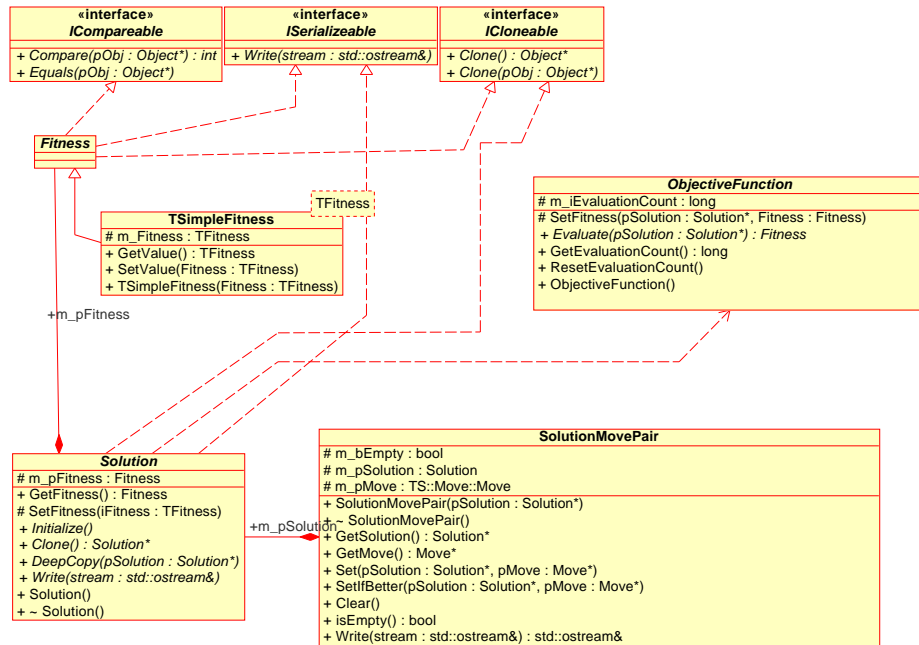 «interface»
ICompareable
+ Compare(pObj : Object*) : int
+ Equals(pObj : Object*)
«interface»
ISerializeable
+ Write(stream : std::ostream&)
«interface»
ICloneable
+ Clone() : Object*
+ Clone(pObj : Object*)
Fitness
TFitness
TSimpleFitness
# m_Fitness : TFitness
+ GetValue() : TFitness
+ SetValue(Fitness : TFitness)
+ TSimpleFitness(Fitness : TFitness)
ObjectiveFunction
# m_iEvaluationCount : long
# SetFitness(pSolution : Solution*, Fitness : Fitness)
+ Evaluate(pSolution : Solution*) : Fitness
+ GetEvaluationCount() : long
+ ResetEvaluationCount()
+ ObjectiveFunction()
+m_pFitness
Solution
# m_pFitness : Fitness
+ GetFitness() : Fitness
# SetFitness(iFitness : TFitness)
+ Initialize()
+ Clone() : Solution*
+ DeepCopy(pSolution : Solution*)
+ Write(stream : std::ostream&)
+ Solution()
+ ~ Solution()
+m_pSolution
SolutionMovePair
# m_bEmpty : bool
# m_pSolution : Solution
# m_pMove : TS::Move::Move
+ SolutionMovePair(pSolution : Solution*)
+ ~ SolutionMovePair()
+ GetSolution() : Solution*
+ GetMove() : Move*
+ Set(pSolution : Solution*, pMove : Move*)
+ SetIfBetter(pSolution : Solution*, pMove : Move*)
+ Clear()
+ isEmpty() : bool
+ Write(stream : std::ostream&) : std::ostream&